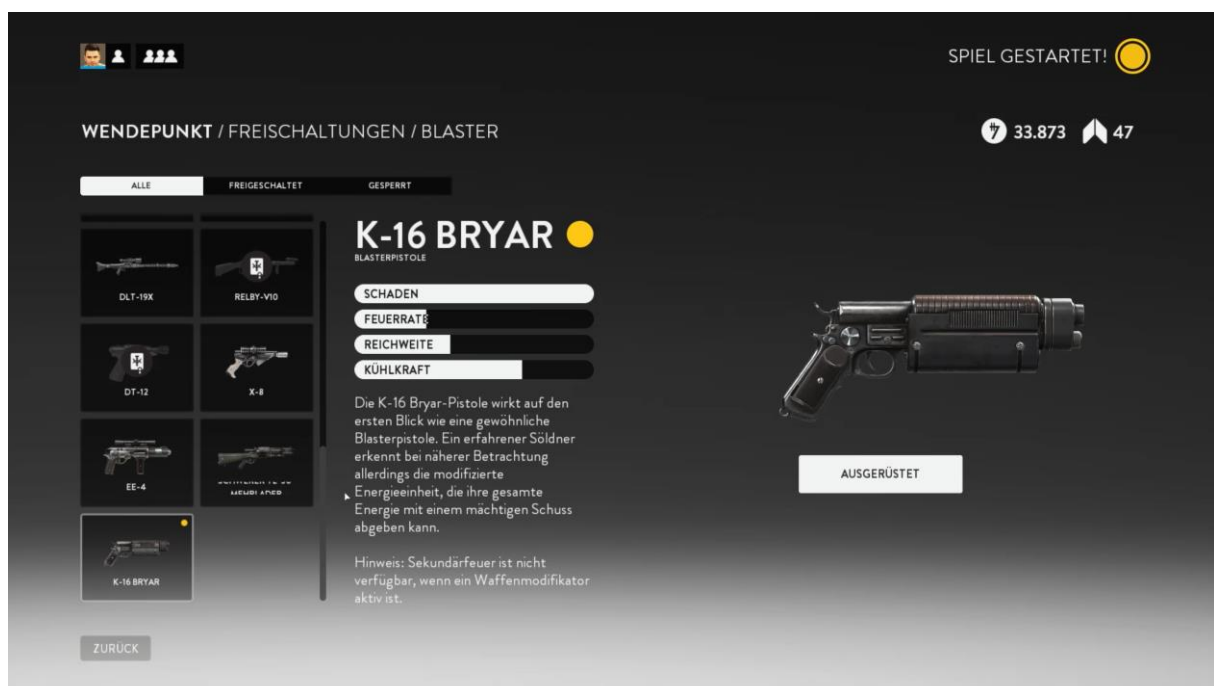 SPIEL GESTARTET!
WENDEPUNKT / FREISCHALTUNGEN / BLASTER
33.873 47
ALLE FREIGESCHALTET GESPERRT
K-16 BRYAR
BLASTERPISTOLE
DLT-19X RELBY-V10
SCHADEN
FEUERRATE
REICHWEITE
KÜHLKRAFT
DT-12 X-8
Die K-16 Bryar-Pistole wirkt auf den
ersten Blick wie eine gewöhnliche
Blasterpistole. Ein erfahrener Söldner
erkennt bei näherer Betrachtung
allerdings die modifizierte
Energieeinheit, die ihre gesamte
Energie mit einem mächtigen Schuss
abgeben kann.
Hinweis: Sekundärfeuer ist nicht
verfügbar, wenn ein Waffenmodifikator
aktiv ist.
EE-4
MEHRLADER
K-16 BRYAR
AUSGERÜSTET
ZURÜCK